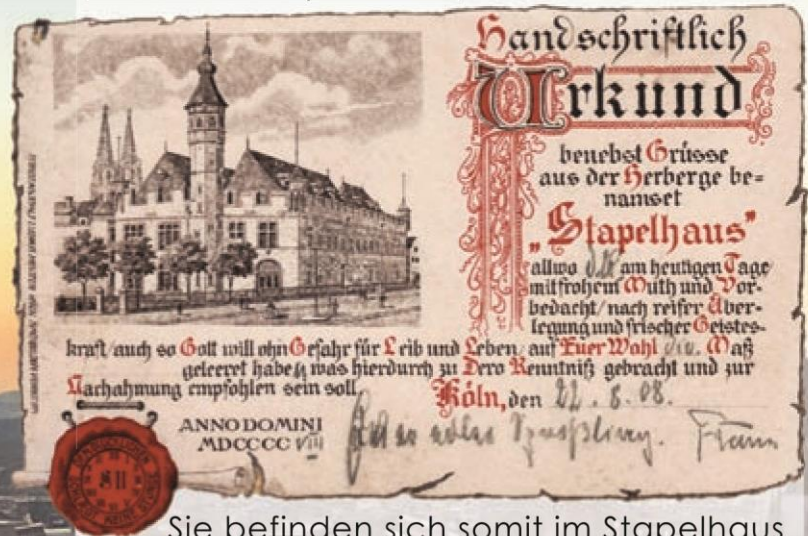 Handschriftlich
Urkund
benebst Grüsse
aus der Herberge be-
namset
„Stapelhaus"
allwo am heutigen Tage
mit frohem Muth und Vor-
bedacht/nach reifer Über-
legung und frischer Geistes-
kraft/auch so Gott will ohn Gefahr für Leib und Leben/auf Euer Wohl Maß
geleeret habe was hierdurch zu Dero Kenntniß gebracht und zur
Nachahmung empfohlen sein soll
Köln, den 22. 8. 08.
ANNO DOMINI
MDCCCC VIII
Sie befinden sich somit im Stapelhaus